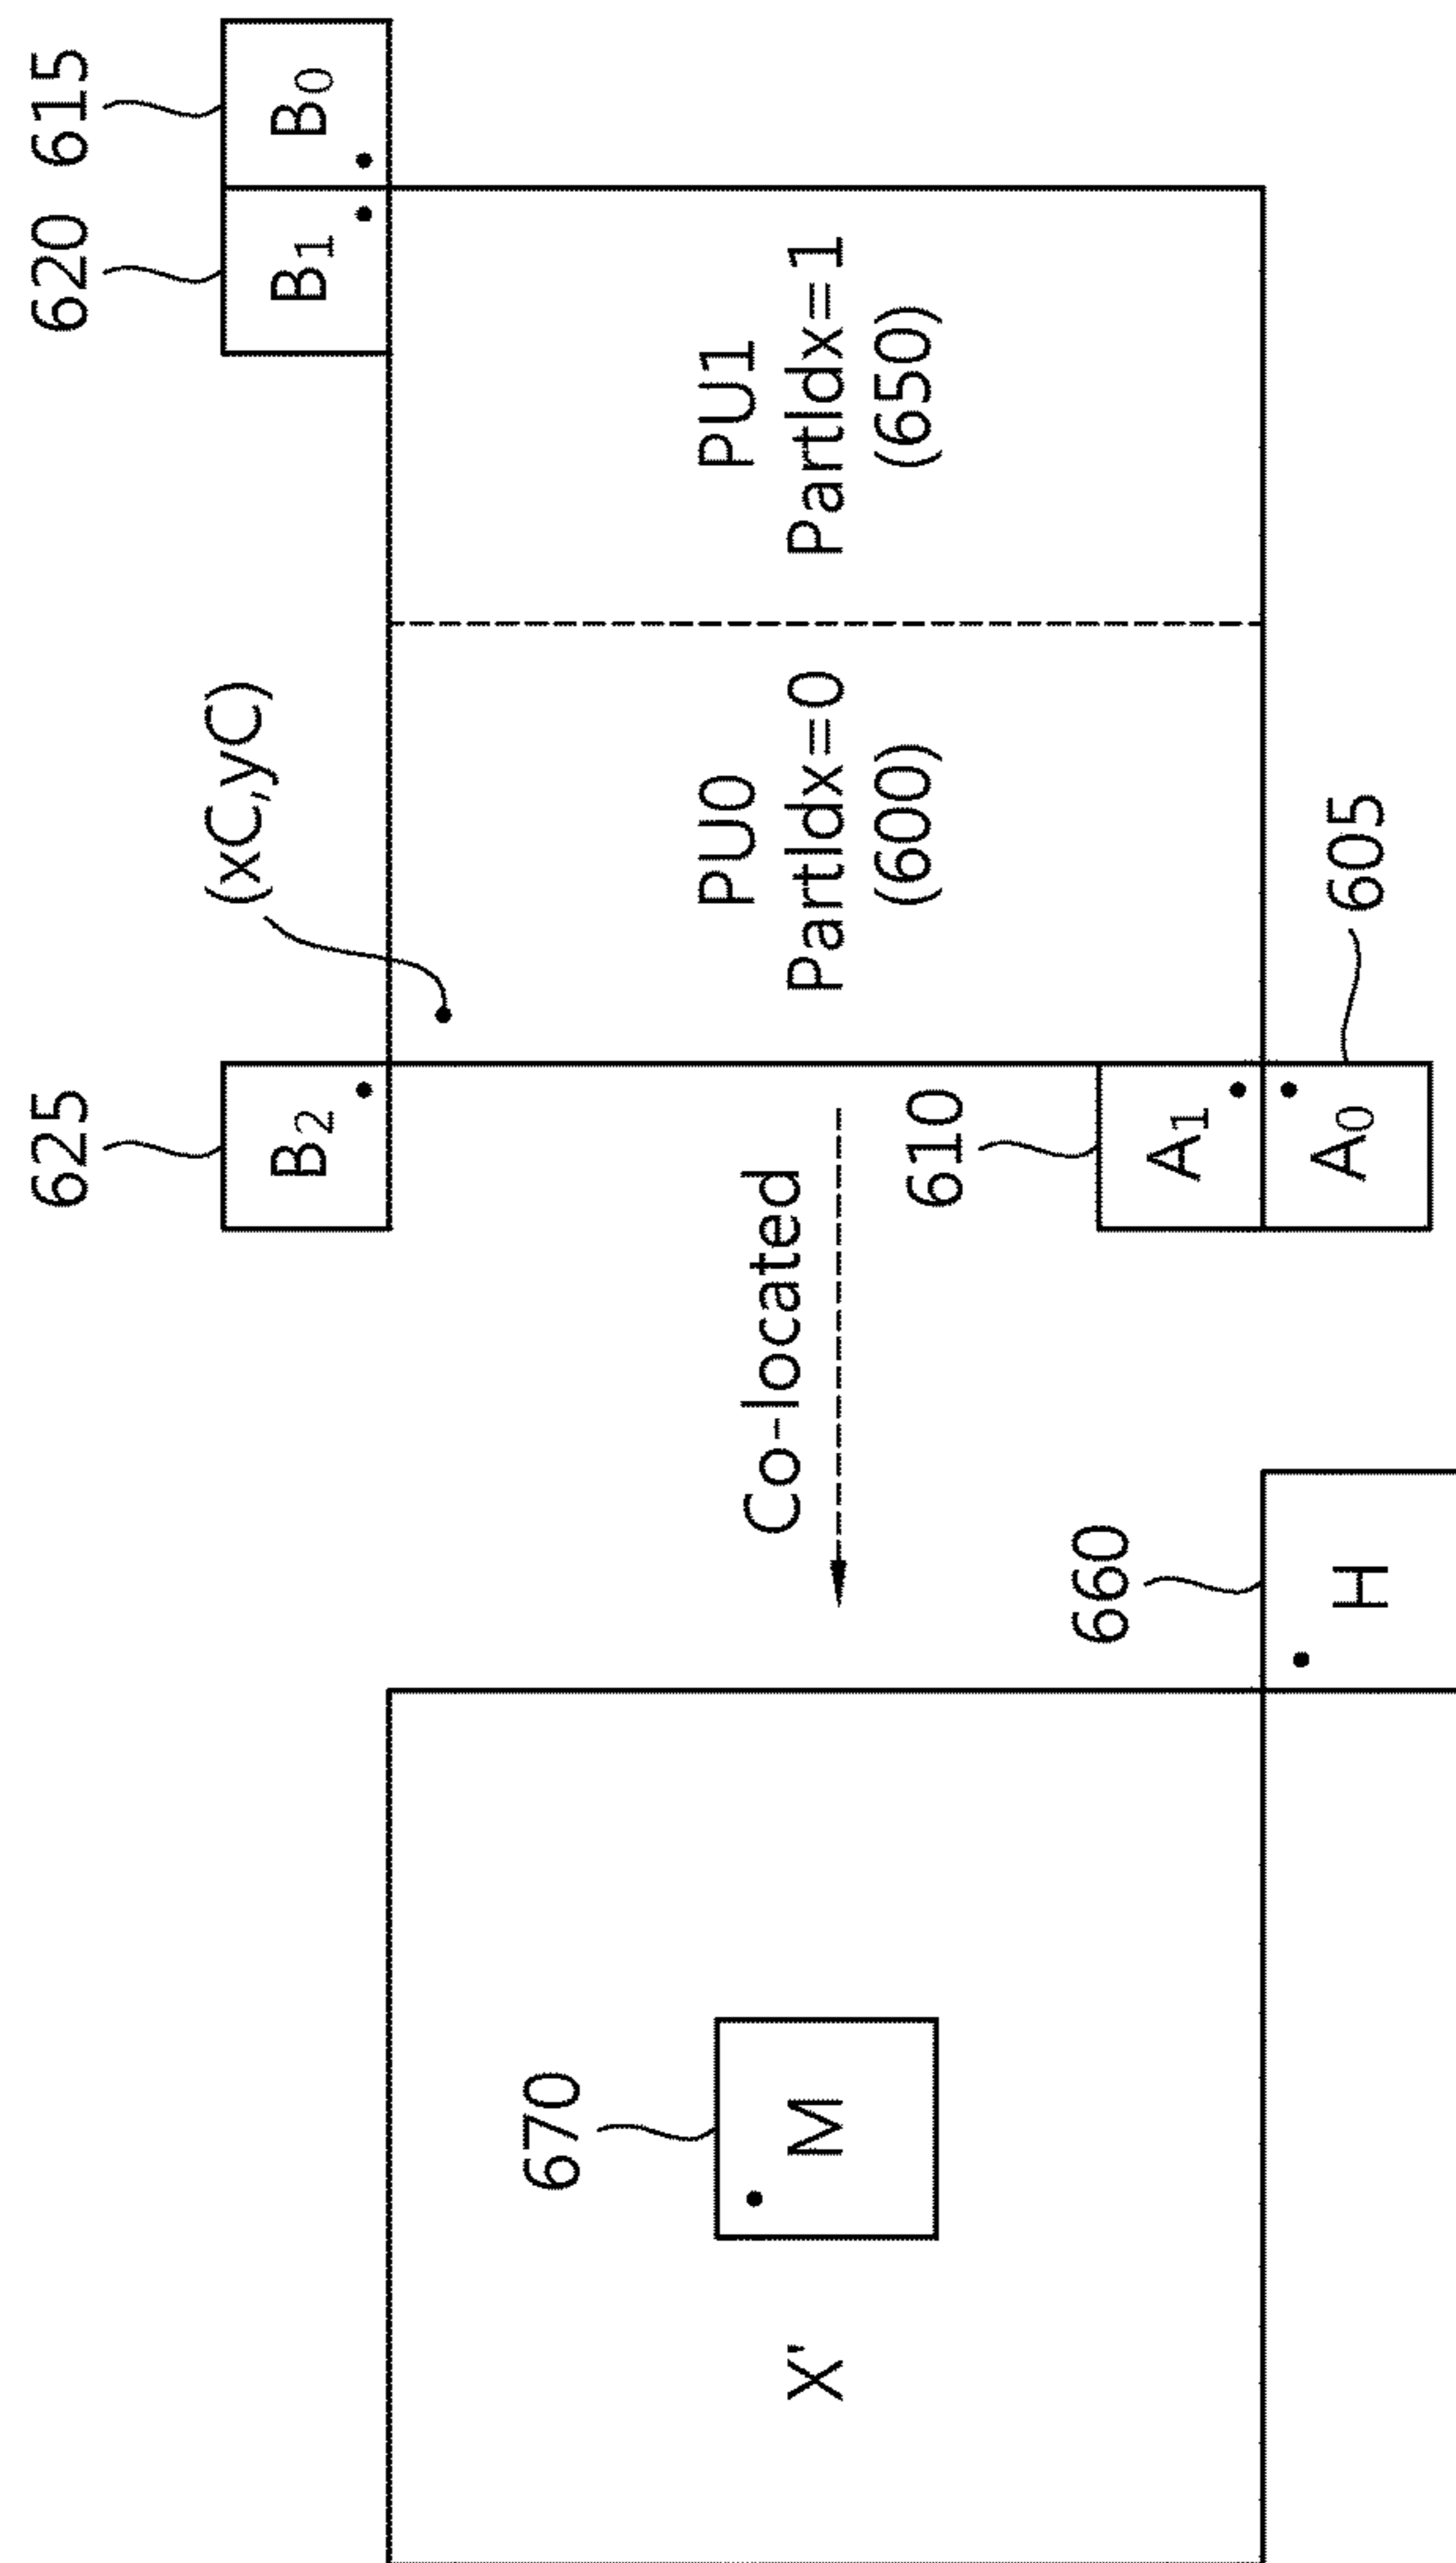 625
620
615
(xC,yC)
B₂
B₁
B₀
670
PU0
PartIdx=0
(600)
PU1
PartIdx=1
(650)
Co-located
X'
M
610
660
A₁
H
A₀
605